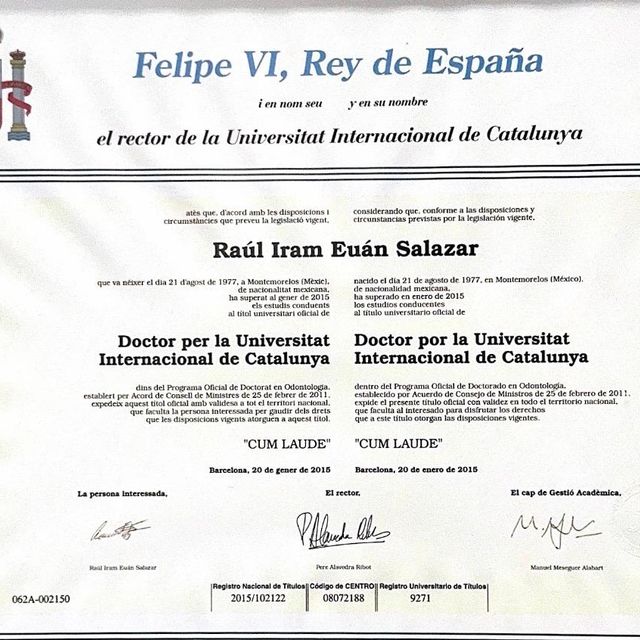 Felipe VI, Rey de España
i en nom seu y en su nombre
el rector de la Universitat Internacional de Catalunya
atès que, d'acord amb les disposicions i
circumstàncies que preveu la legislació vigent,
considerando que, conforme a las disposiciones y
circunstancias previstas por la legislación vigente,
Raúl Iram Euán Salazar
que va néixer el dia 21 d'agost de 1977, a Montemorelos (Mèxic),
de nacionalitat mexicana,
ha superat al gener de 2015
els estudis conduents
al títol universitari oficial de
nacido el día 21 de agosto de 1977, en Montemorelos (México),
de nacionalidad mexicana,
ha superado en enero de 2015
los estudios conducentes
al título universitario oficial de
Doctor per la Universitat
Internacional de Catalunya
Doctor por la Universitat
Internacional de Catalunya
dins del Programa Oficial de Doctorat en Odontologia,
establert per Acord de Consell de Ministres de 25 de febrer de 2011,
expedeix aquest títol oficial amb validesa a tot el territori nacional,
que faculta la persona interessada per gaudir dels drets
que les disposicions vigents atorguen a aquest títol.
dentro del Programa Oficial de Doctorado en Odontología,
establecido por Acuerdo de Consejo de Ministros de 25 de febrero de 2011,
expide el presente título oficial con validez en todo el territorio nacional,
que faculta al interesado para disfrutar los derechos
que a este título otorgan las disposiciones vigentes.
"CUM LAUDE" "CUM LAUDE"
Barcelona, 20 de gener de 2015 Barcelona, 20 de enero de 2015
La persona interessada, El rector, El cap de Gestió Acadèmica,
Raúl Iram Euán Salazar Pere Alavedra Ribot Manuel Meseguer Alabart
Registro Nacional de Títulos Código de CENTRO Registro Universitario de Títulos
062A-002150 2015/102122 08072188 9271